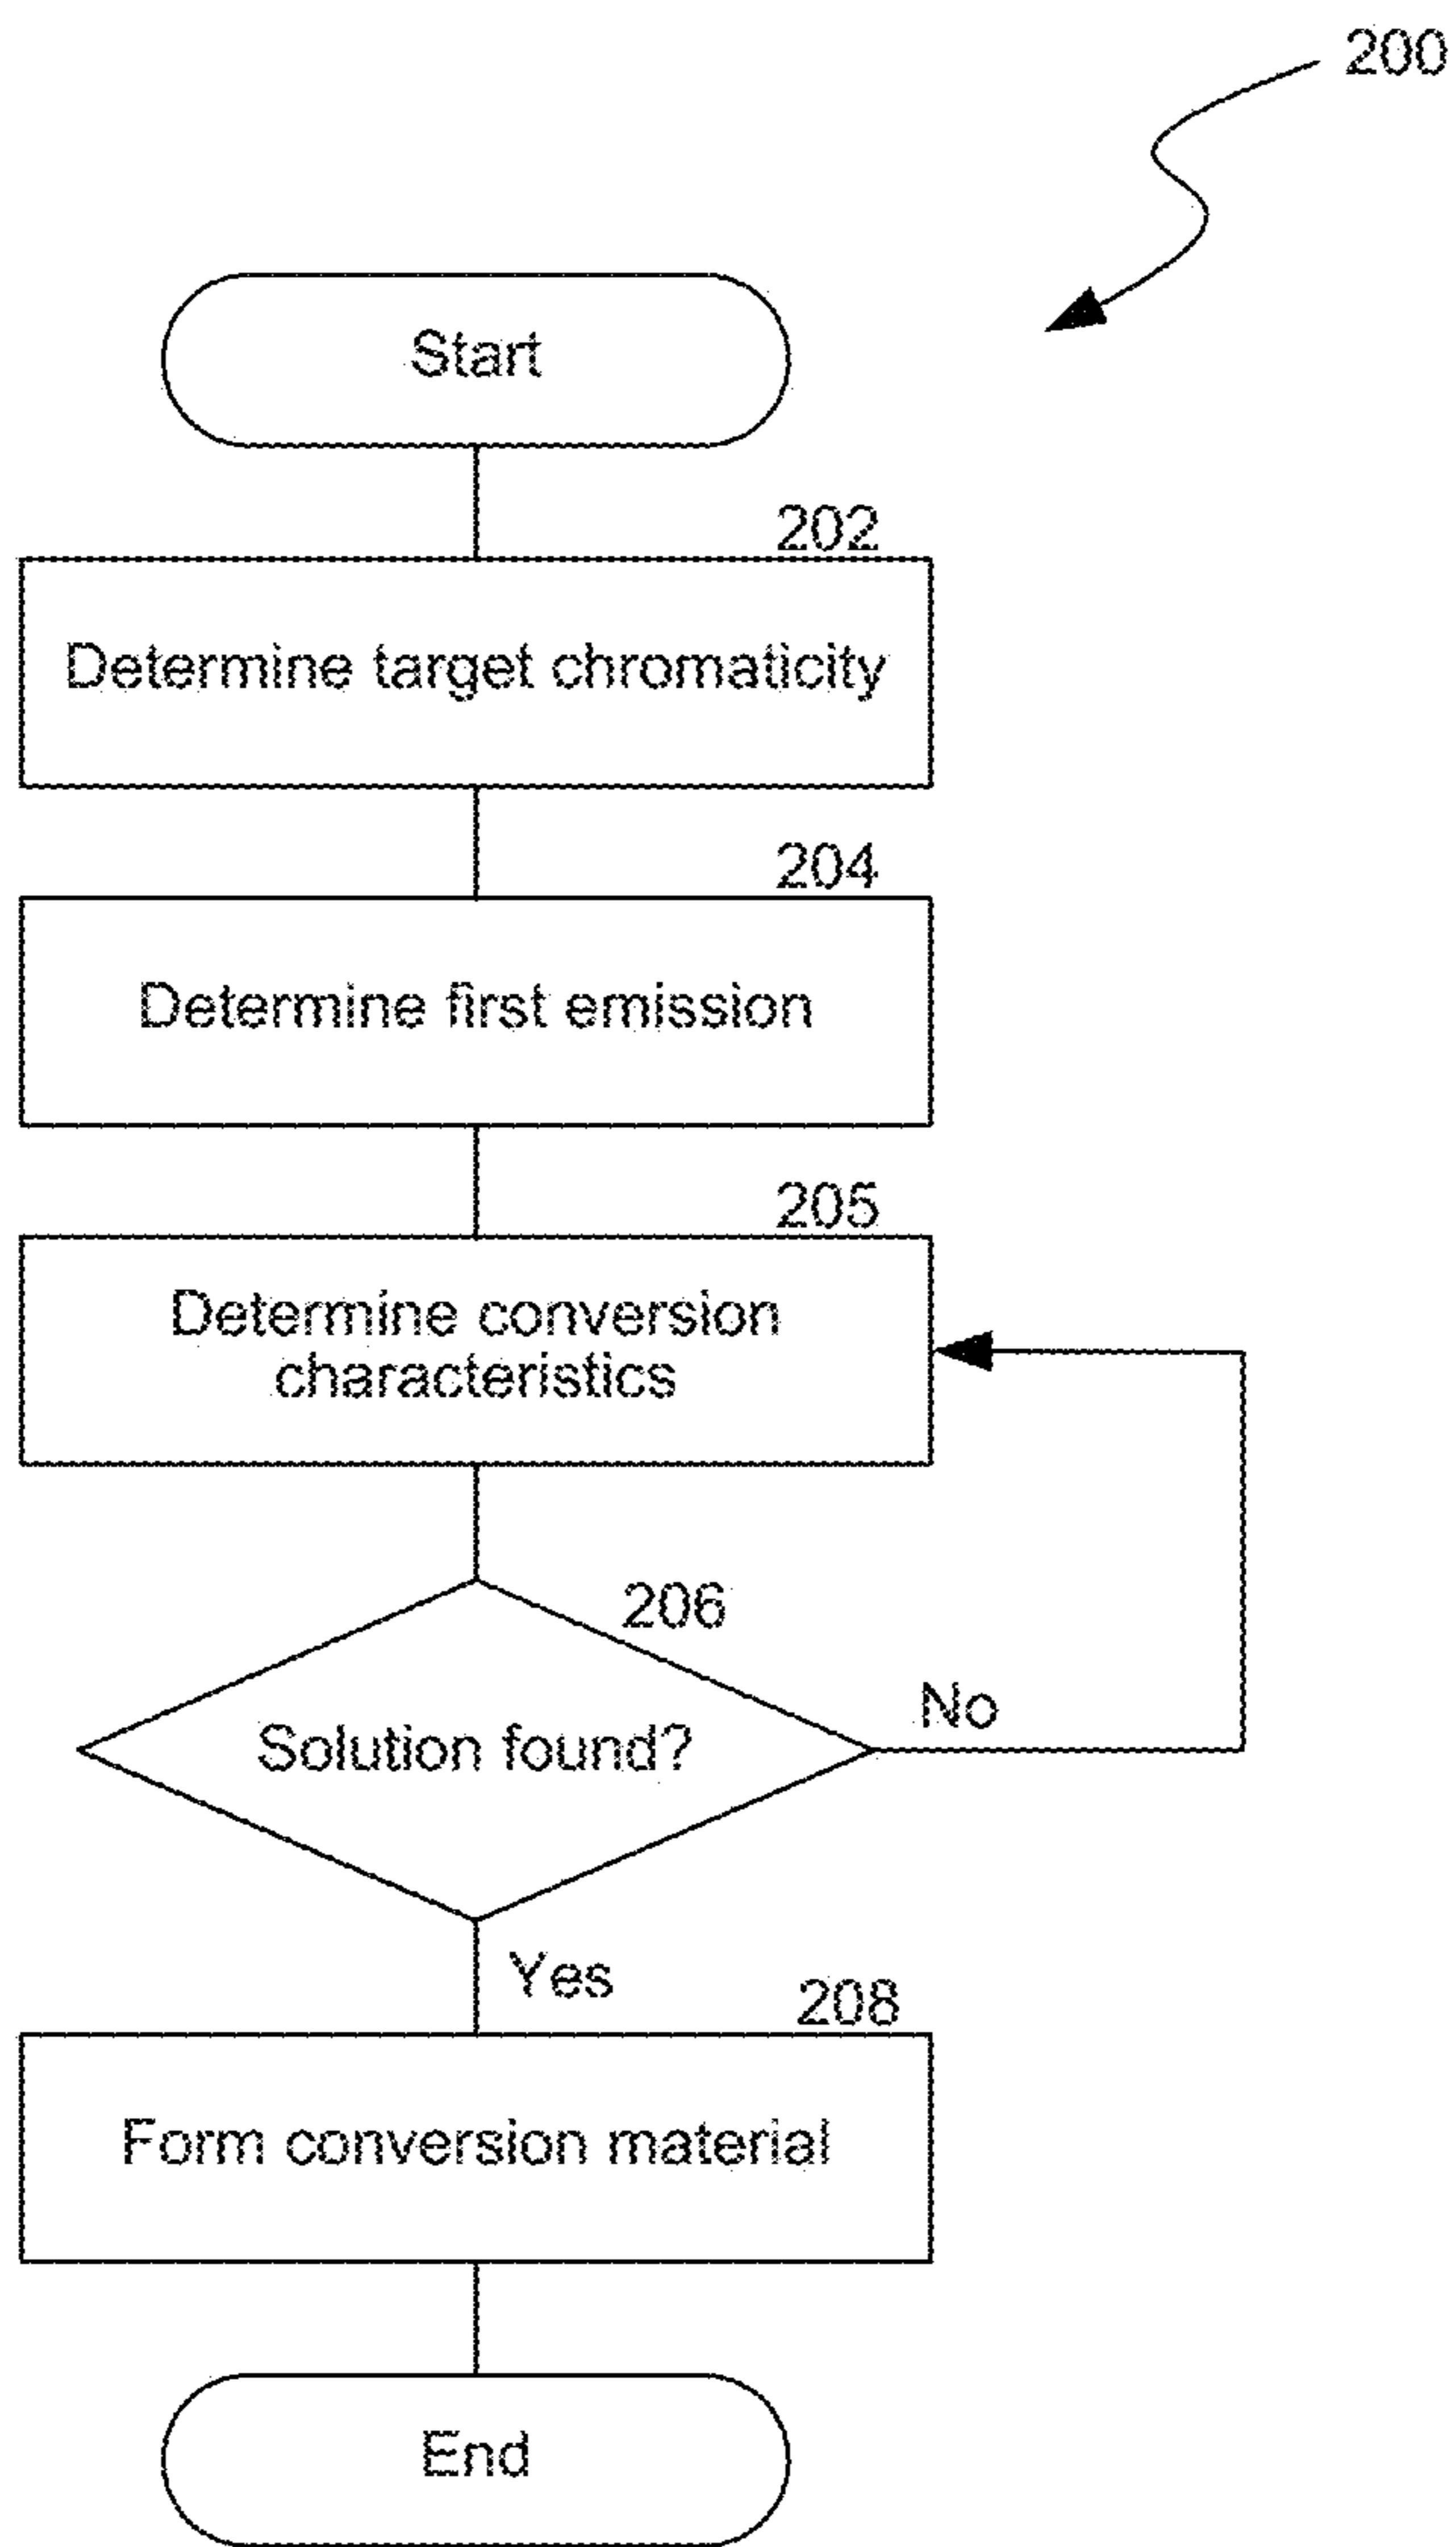 200
Start
202
Determine target chromaticity
204
Determine first emission
205
Determine conversion
characteristics
206
Solution found?
No
Yes
208
Form conversion material
End